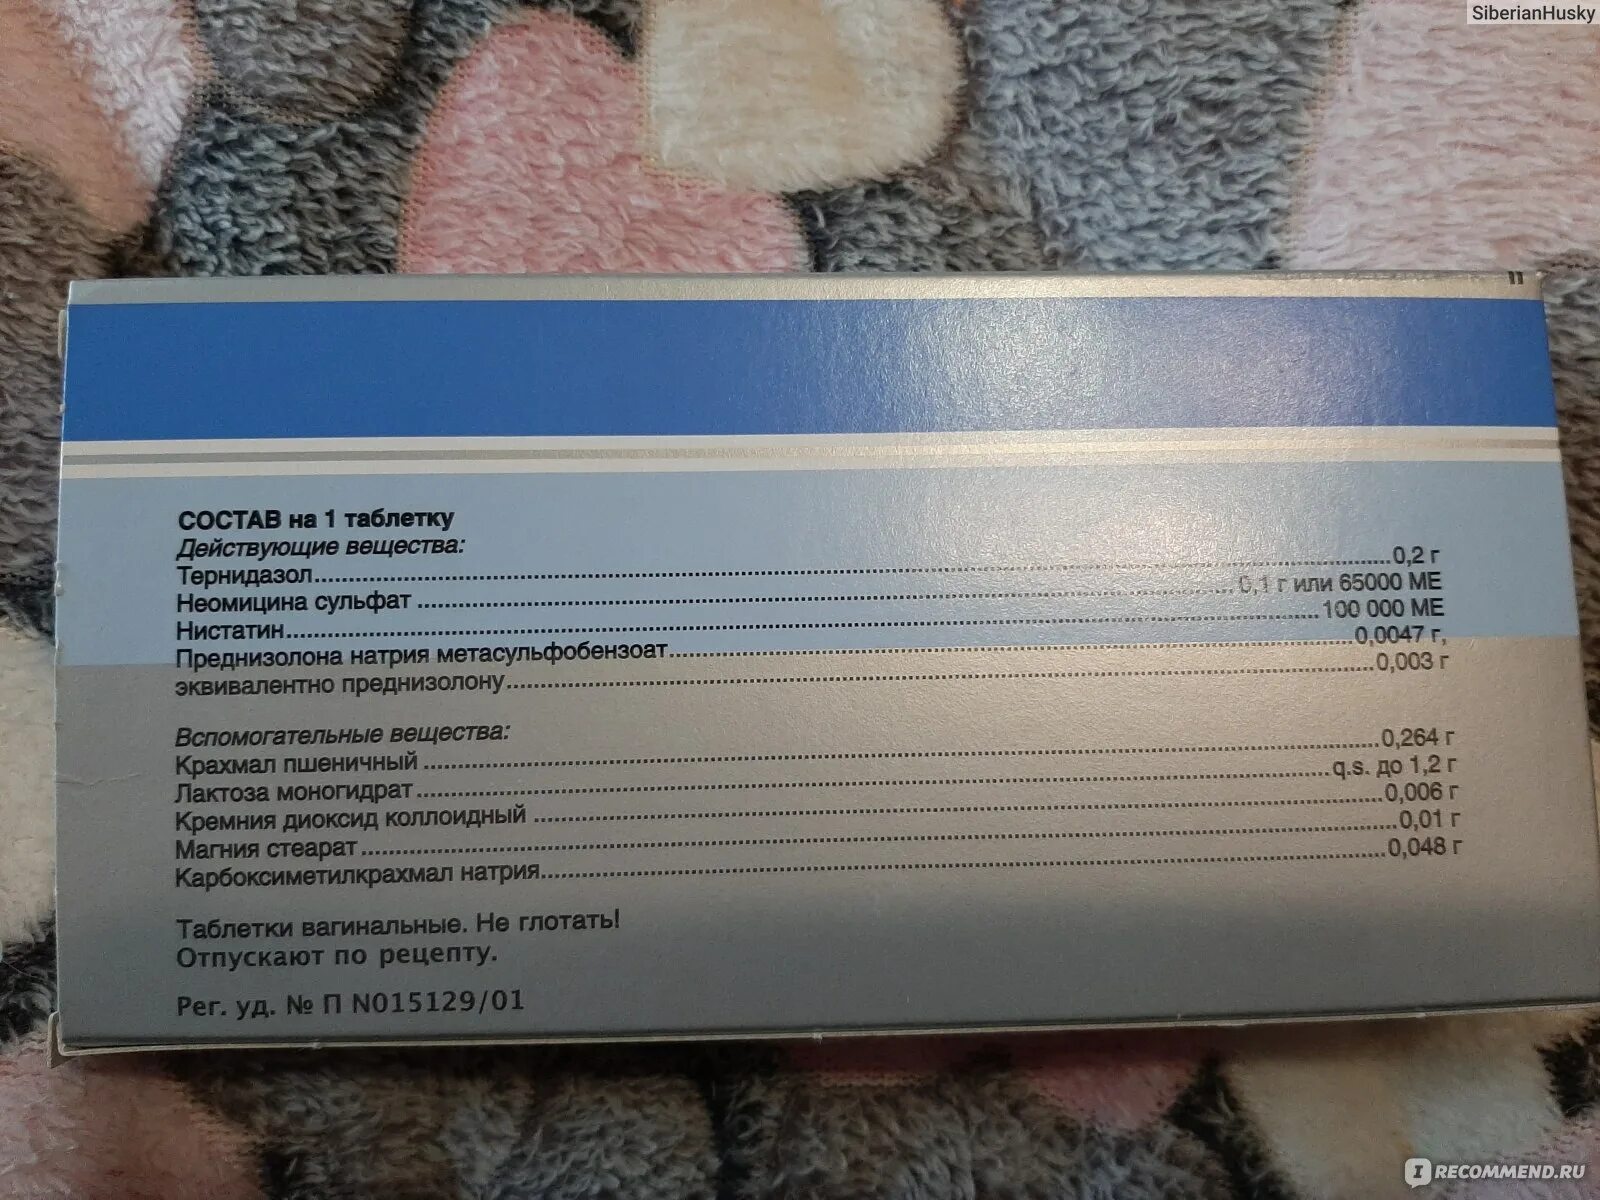 SiberianHusky
СОСТАВ на 1 таблетку
Действующие вещества:
Тернидазол........................0,2 г
Неомицина сульфат........................0,1 г или 65000 МЕ
Нистатин........................100 000 МЕ
Преднизолона натрия метасульфобензоат........................0,0047 г,
эквивалентно преднизолону........................0,003 г
Вспомогательные вещества:
Крахмал пшеничный........................0,264 г
Лактоза моногидрат........................q.s. до 1,2 г
Кремния диоксид коллоидный........................0,006 г
Магния стеарат........................0,01 г
Карбоксиметилкрахмал натрия........................0,048 г
Таблетки вагинальные. Не глотать!
Отпускают по рецепту.
Рег. уд. № П N015129/01
IRECOMMEND.RU